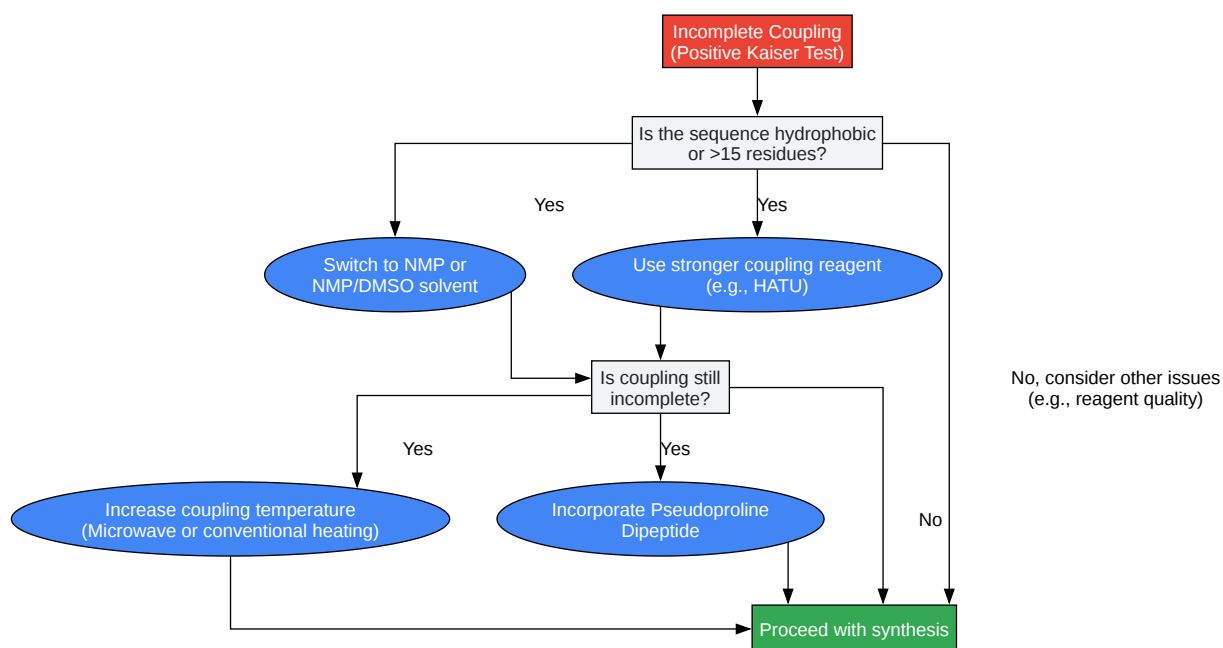 Incomplete Coupling
(Positive Kaiser Test)
Is the sequence hydrophobic
or >15 residues?
Yes
Yes
Switch to NMP or
NMP/DMSO solvent
Use stronger coupling reagent
(e.g., HATU)
Is coupling still
incomplete?
No, consider other issues
(e.g., reagent quality)
Yes
Yes
Increase coupling temperature
(Microwave or conventional heating)
Incorporate Pseudoproline
Dipeptide
No
Proceed with synthesis